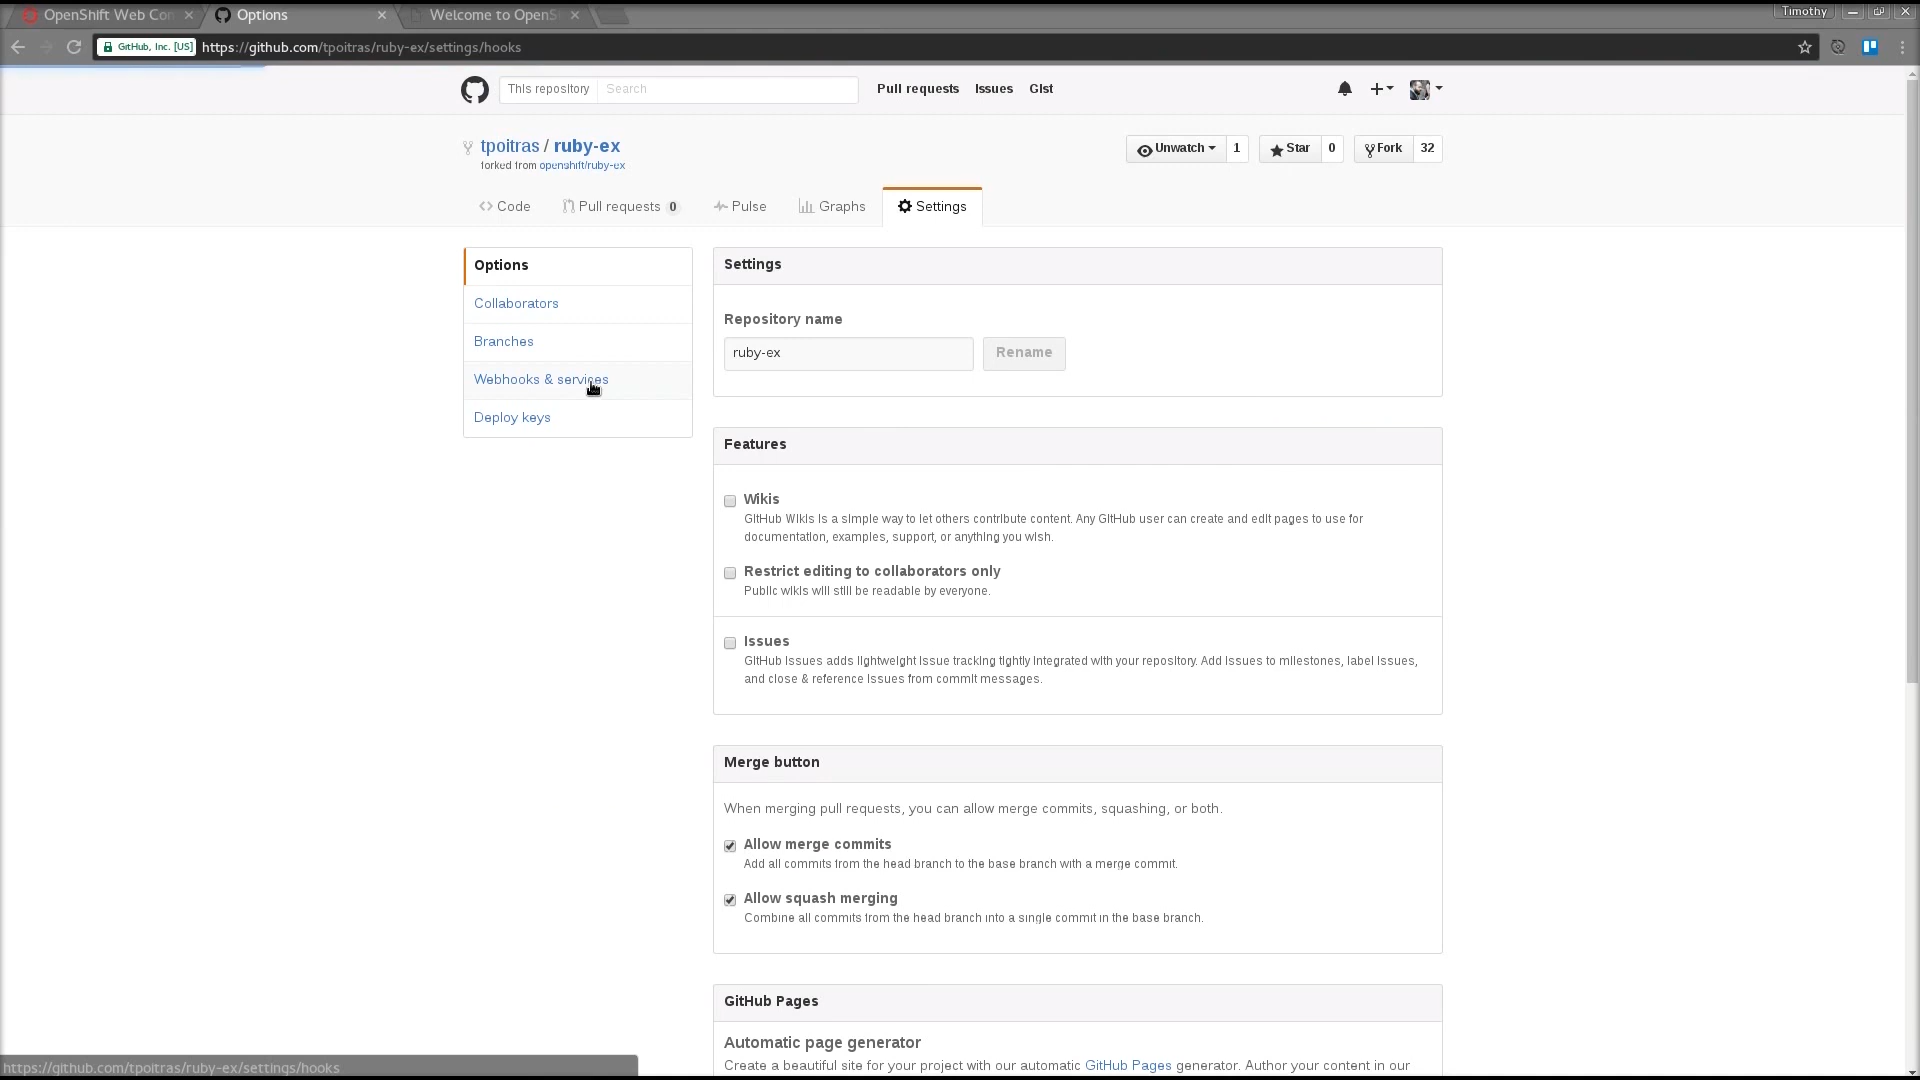 OpenShift Web Con
Options
Welcome to OpenS
Timothy
GitHub, Inc. [US]
https://github.com/tpoitras/ruby-ex/settings/hooks
This repository
Search
Pull requests
Issues
Gist
tpoitras / ruby-ex
forked from openshift/ruby-ex
Unwatch 1
Star 0
Fork 32
Code
Pull requests 0
Pulse
Graphs
Settings
Options
Collaborators
Branches
Webhooks & services
Deploy keys
Settings
Repository name
ruby-ex
Rename
Features
Wikis
GitHub Wikis is a simple way to let others contribute content. Any GitHub user can create and edit pages to use for
documentation, examples, support, or anything you wish.
Restrict editing to collaborators only
Public wikis will still be readable by everyone.
Issues
GitHub Issues adds lightweight issue tracking tightly integrated with your repository. Add issues to milestones, label issues,
and close & reference issues from commit messages.
Merge button
When merging pull requests, you can allow merge commits, squashing, or both.
Allow merge commits
Add all commits from the head branch to the base branch with a merge commit.
Allow squash merging
Combine all commits from the head branch into a single commit in the base branch.
GitHub Pages
Automatic page generator
Create a beautiful site for your project with our automatic GitHub Pages generator. Author your content in our
https://github.com/tpoitras/ruby-ex/settings/hooks